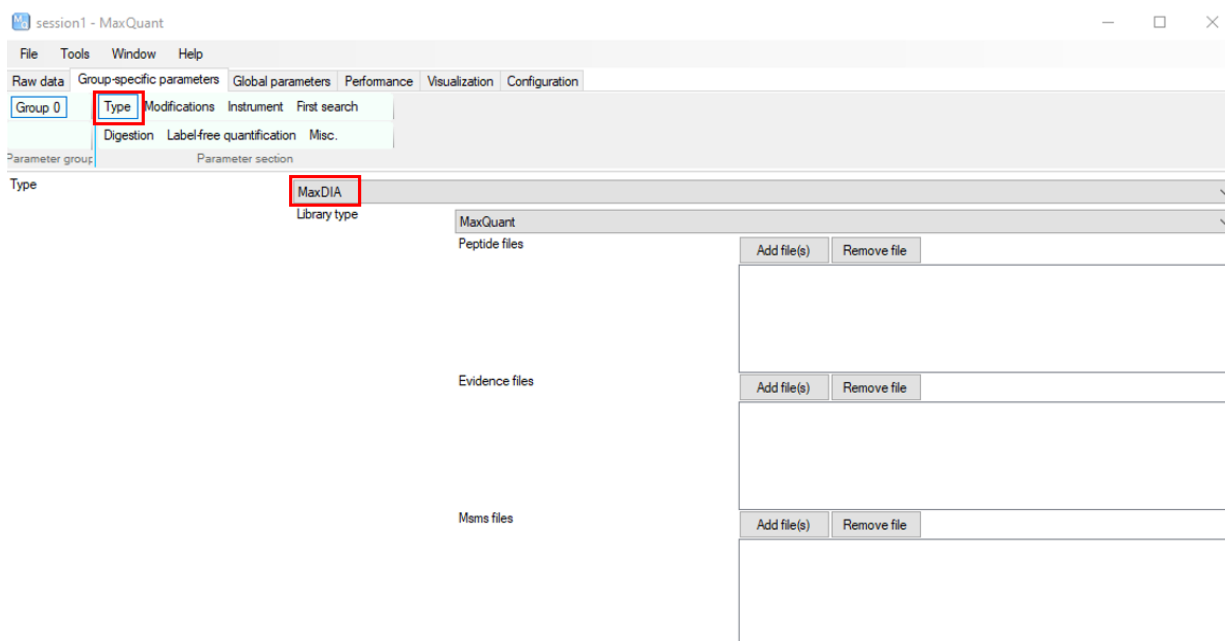 session1 - MaxQuant
File Tools Window Help
Raw data Group-specific parameters Global parameters Performance Visualization Configuration
Group 0 Type Modifications Instrument First search
Digestion Label-free quantification Misc.
Parameter group Parameter section
Type MaxDIA
Library type MaxQuant
Peptide files Add file(s) Remove file
Evidence files Add file(s) Remove file
Msms files Add file(s) Remove file